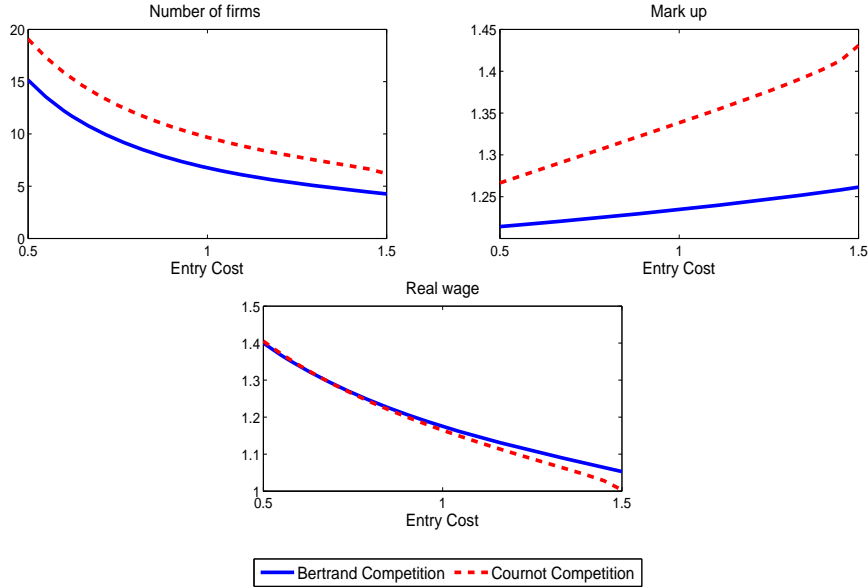 Number of firms
20
15
10
5
0
0.5 1 1.5
Entry Cost
Mark up
1.45
1.4
1.35
1.3
1.25
0.5 1 1.5
Entry Cost
Real wage
1.5
1.4
1.3
1.2
1.1
1
0.5 1 1.5
Entry Cost
Bertrand Competition Cournot Competition